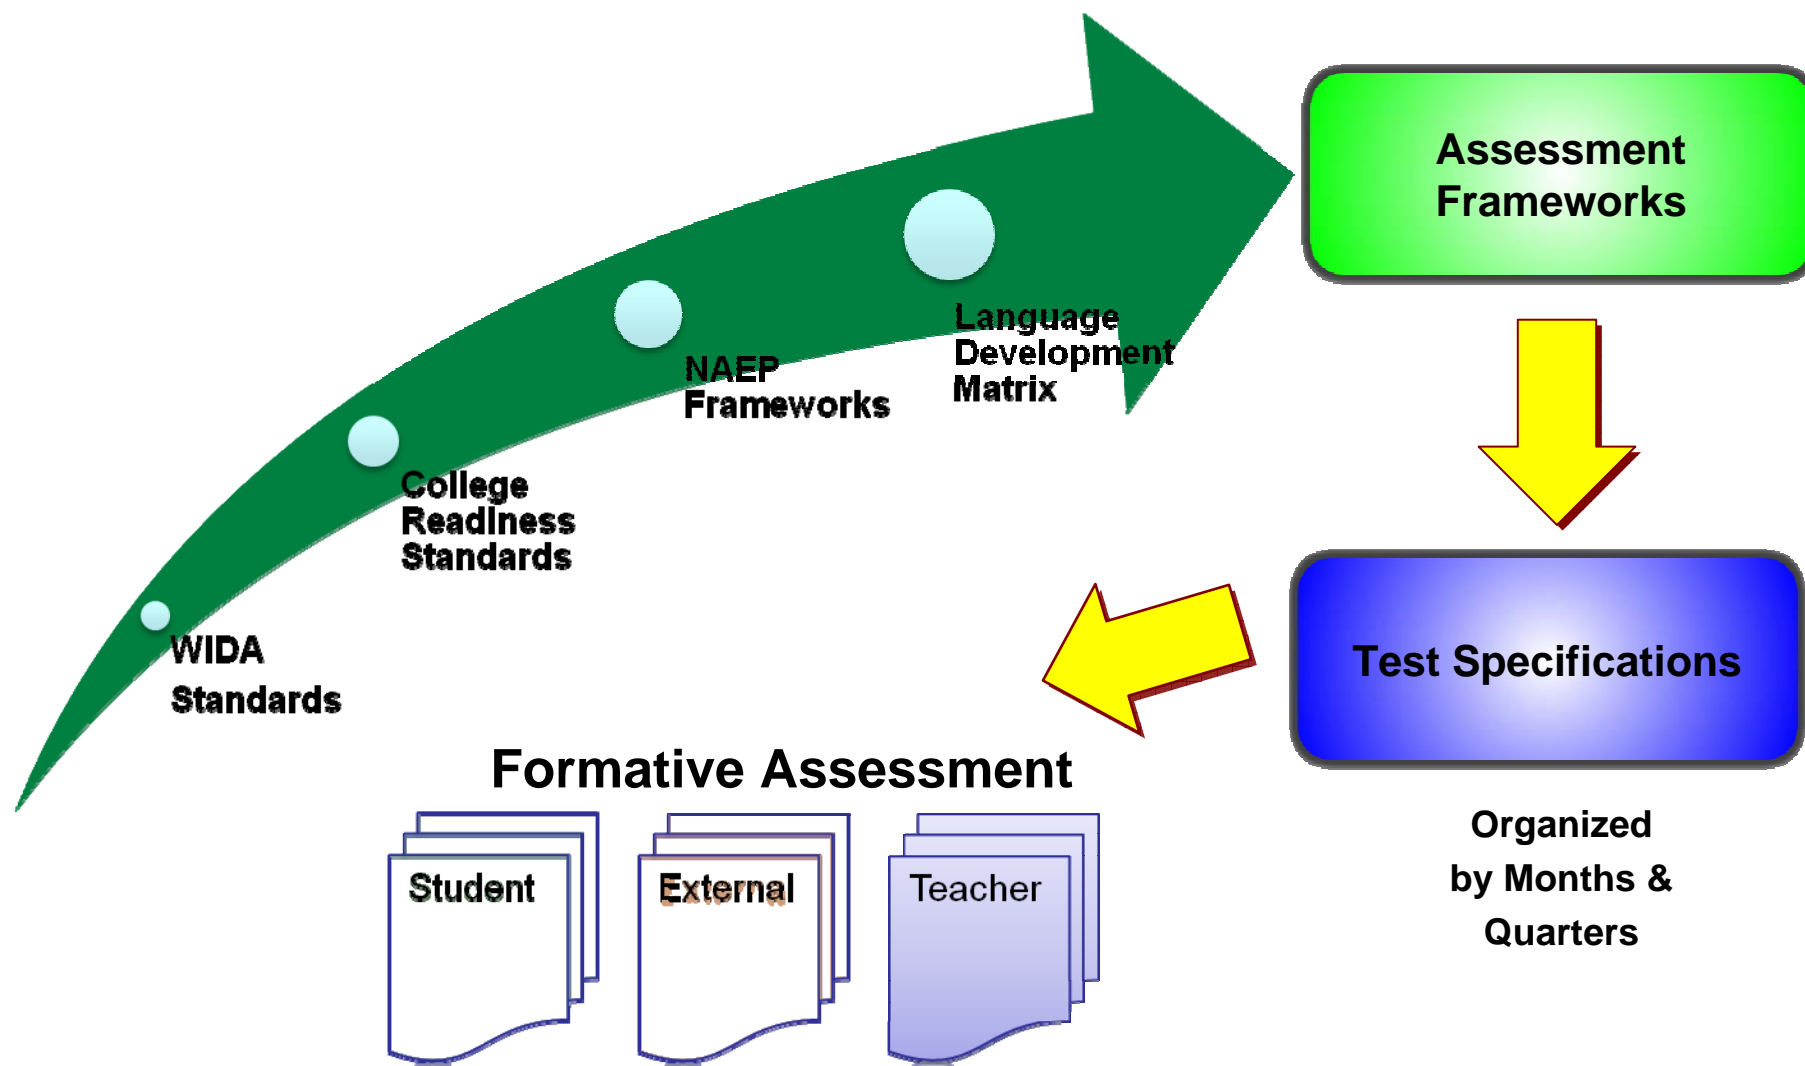 Assessment
Frameworks
Language
Development
Matrix
NAEP
Frameworks
College
Readiness
Standards
WIDA
Standards
Test Specifications
Organized
by Months &
Quarters
Formative Assessment
Student
External
Teacher